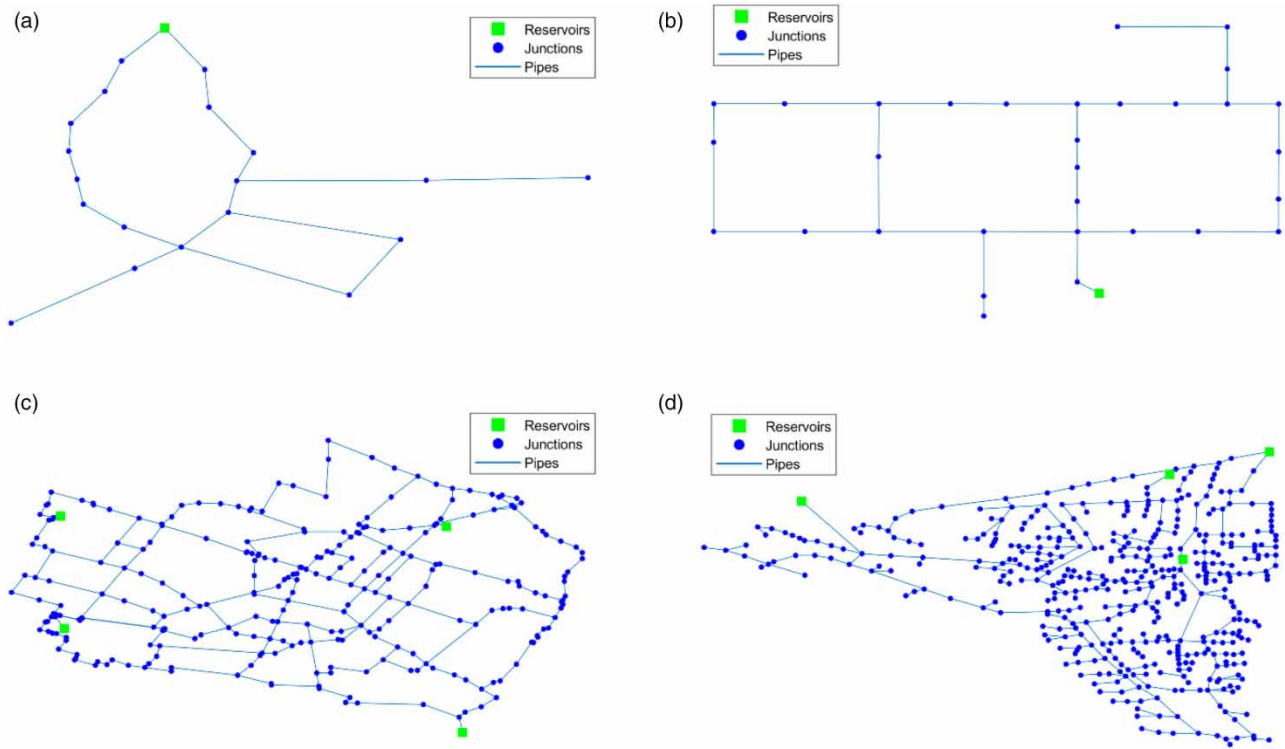 (a)
Reservoirs
Junctions
Pipes
(b)
Reservoirs
Junctions
Pipes
(c)
Reservoirs
Junctions
Pipes
(d)
Reservoirs
Junctions
Pipes